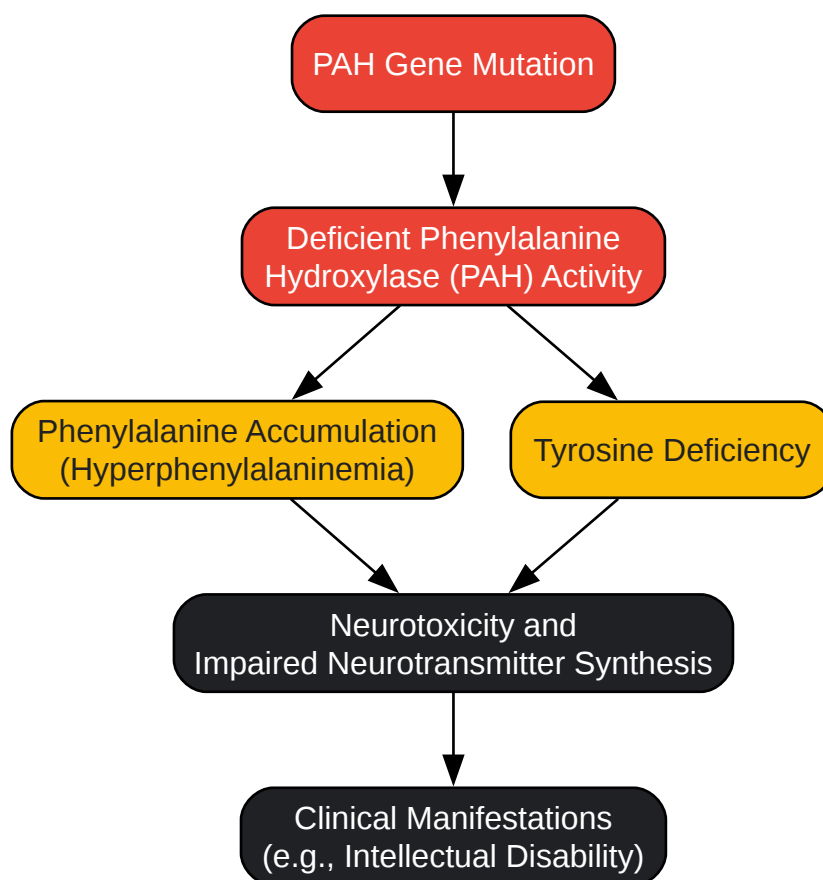 PAH Gene Mutation
Deficient Phenylalanine
Hydroxylase (PAH) Activity
Phenylalanine Accumulation
(Hyperphenylalaninemia)
Tyrosine Deficiency
Neurotoxicity and
Impaired Neurotransmitter Synthesis
Clinical Manifestations
(e.g., Intellectual Disability)